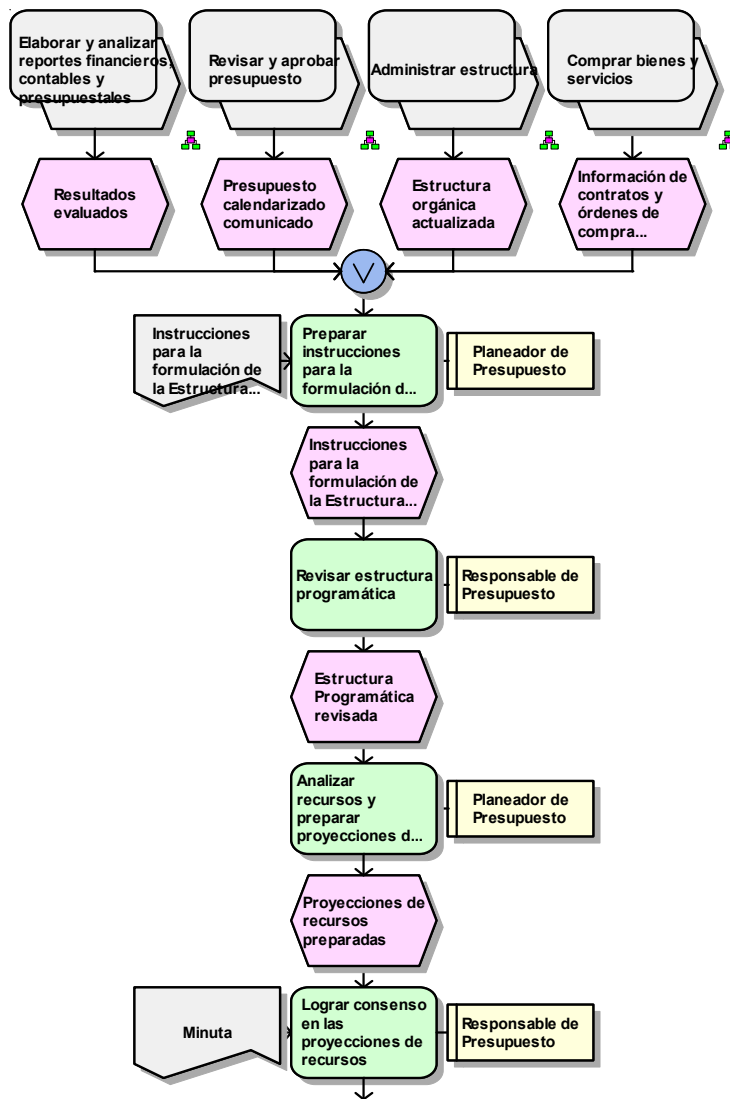 Elaborar y analizar
reportes financieros,
contables y
presupuestales
Revisar y aprobar
presupuesto
Administrar estructura
Comprar bienes y
servicios
Resultados
evaluados
Presupuesto
calendarizado
comunicado
Estructura
orgánica
actualizada
Información de
contratos y
órdenes de
compra...
Instrucciones
para la
formulación de
la Estructura...
Preparar
instrucciones
para la
formulación d...
Planeador de
Presupuesto
Instrucciones
para la
formulación de
la Estructura...
Revisar estructura
programática
Responsable de
Presupuesto
Estructura
Programática
revisada
Analizar
recursos y
preparar
proyecciones d...
Planeador de
Presupuesto
Proyecciones de
recursos
preparadas
Minuta
Lograr consenso
en las
proyecciones de
recursos
Responsable de
Presupuesto